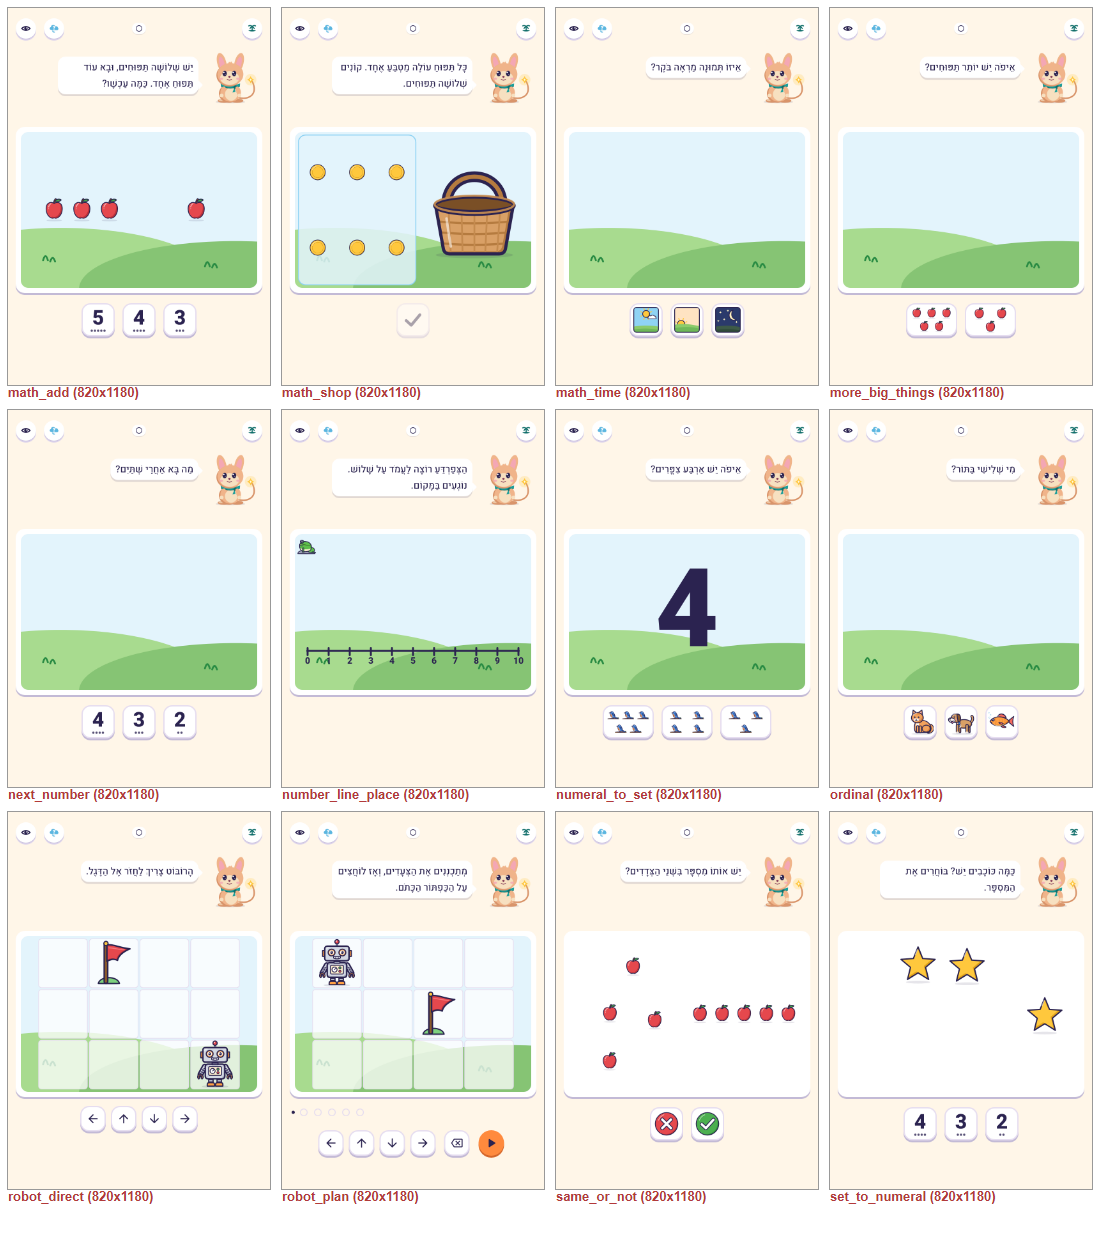 יֵשׁ שְׁלוֹשָׁה תַּפּוּחִים, וּבָא עוֹד
תַּפּוּחַ אֶחָד. כַּמָּה עַכְשָׁו?
5 4 3
math_add (820x1180)
כָּל תַּפּוּחַ עוֹלֶה מַטְבֵּעַ אֶחָד. קוֹנִים
שְׁלוֹשָׁה תַּפּוּחִים.
math_shop (820x1180)
אֵיזוֹ תְּמוּנָה מַרְאָה בֹּקֶר?
math_time (820x1180)
אֵיפֹה יֵשׁ יוֹתֵר תַּפּוּחִים?
more_big_things (820x1180)
מַה בָּא אַחֲרֵי שְׁתַּיִם?
4 3 2
next_number (820x1180)
הַצְּפַרְדֵּעַ רוֹצָה לַעֲמֹד עַל שָׁלוֹשׁ.
נוֹגְעִים בַּמָּקוֹם.
0 1 2 3 4 5 6 7 8 9 10
number_line_place (820x1180)
אֵיפֹה יֵשׁ אַרְבַּע צִפֳּרִים?
4
numeral_to_set (820x1180)
מִי שְׁלִישִׁי בַּתּוֹר?
ordinal (820x1180)
הָרוֹבּוֹט צָרִיךְ לַחֲזֹר אֶל הַדֶּגֶל.
robot_direct (820x1180)
מְתַכְנְנִים אֶת הַצְּעָדִים, וְאָז לוֹחֲצִים
עַל הַכַּפְתּוֹר הַכָּתֹם.
robot_plan (820x1180)
יֵשׁ אוֹתוֹ מִסְפָּר בִּשְׁנֵי הַצְּדָדִים?
same_or_not (820x1180)
כַּמָּה כּוֹכָבִים יֵשׁ? בּוֹחֲרִים אֶת
הַמִּסְפָּר.
4 3 2
set_to_numeral (820x1180)